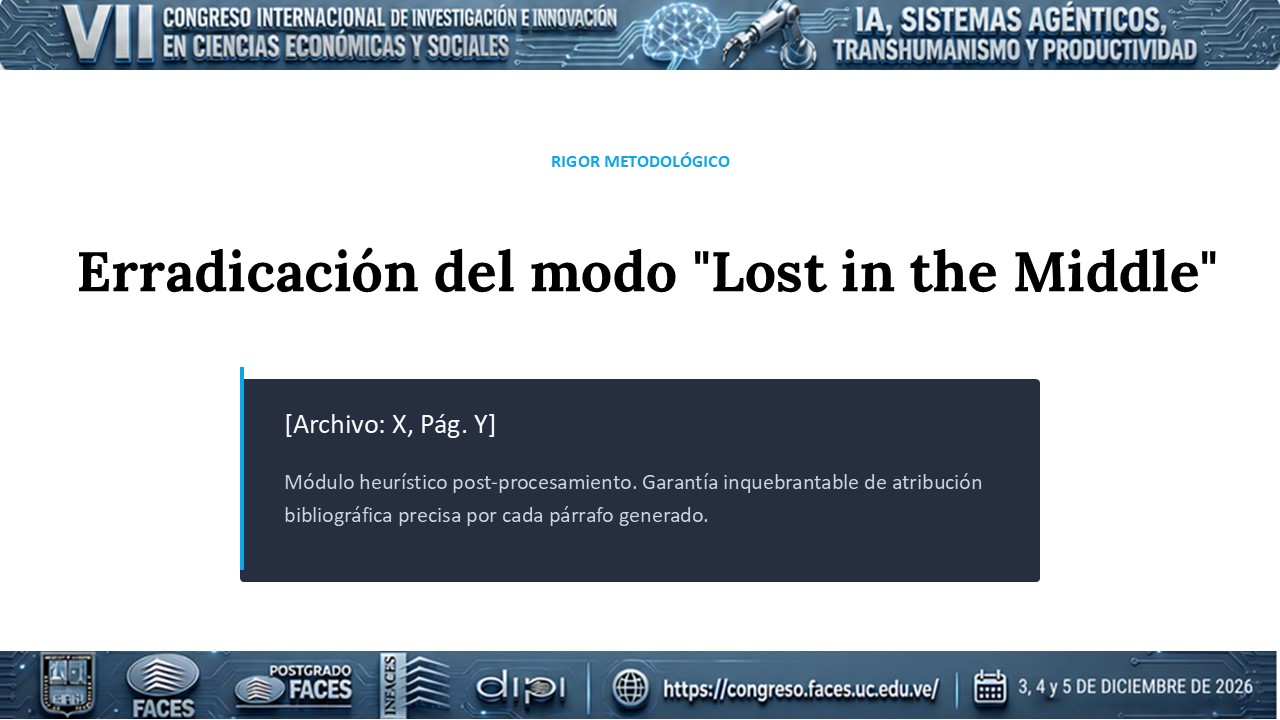 VII CONGRESO INTERNACIONAL DE INVESTIGACIÓN E INNOVACIÓN
EN CIENCIAS ECONÓMICAS Y SOCIALES
IA, SISTEMAS AGÉNTICOS,
TRANSHUMANISMO Y PRODUCTIVIDAD
RIGOR METODOLÓGICO
Erradicación del modo "Lost in the Middle"
[Archivo: X, Pág. Y]
Módulo heurístico post-procesamiento. Garantía inquebrantable de atribución
bibliográfica precisa por cada párrafo generado.
FACES
POSTGRADO
FACES
INFACES
dipi
https://congreso.faces.uc.edu.ve/
3, 4 y 5 DE DICIEMBRE DE 2026